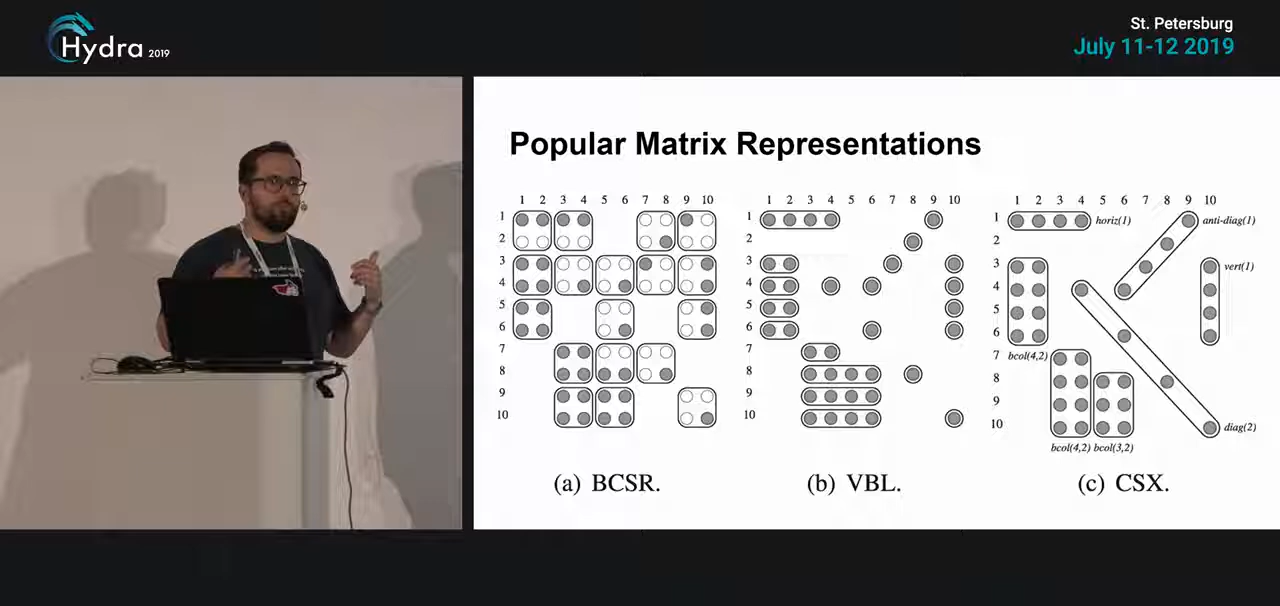 Hydra 2019
St. Petersburg
July 11-12 2019
Popular Matrix Representations
1 2 3 4 5 6 7 8 9 10
1
2
3
4
5
6
7
8
9
10
(a) BCSR.
1 2 3 4 5 6 7 8 9 10
1
2
3
4
5
6
7
8
9
10
(b) VBL.
1 2 3 4 5 6 7 8 9 10
1 horiz(1) anti-diag(1)
2
3 vert(1)
4
5
6
bcol(4,2)
7
8
9
10 diag(2)
bcol(4,2) bcol(3,2)
(c) CSX.